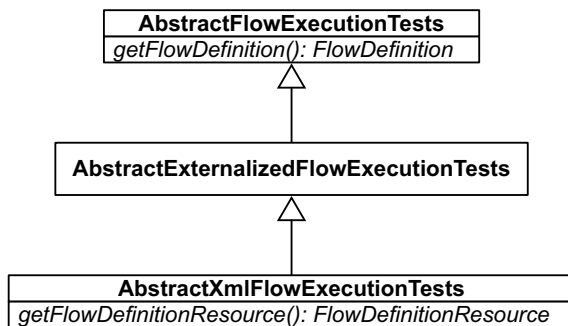 AbstractFlowExecutionTests
getFlowDefinition(): FlowDefinition
AbstractExternalizedFlowExecutionTests
AbstractXmlFlowExecutionTests
getFlowDefinitionResource(): FlowDefinitionResource